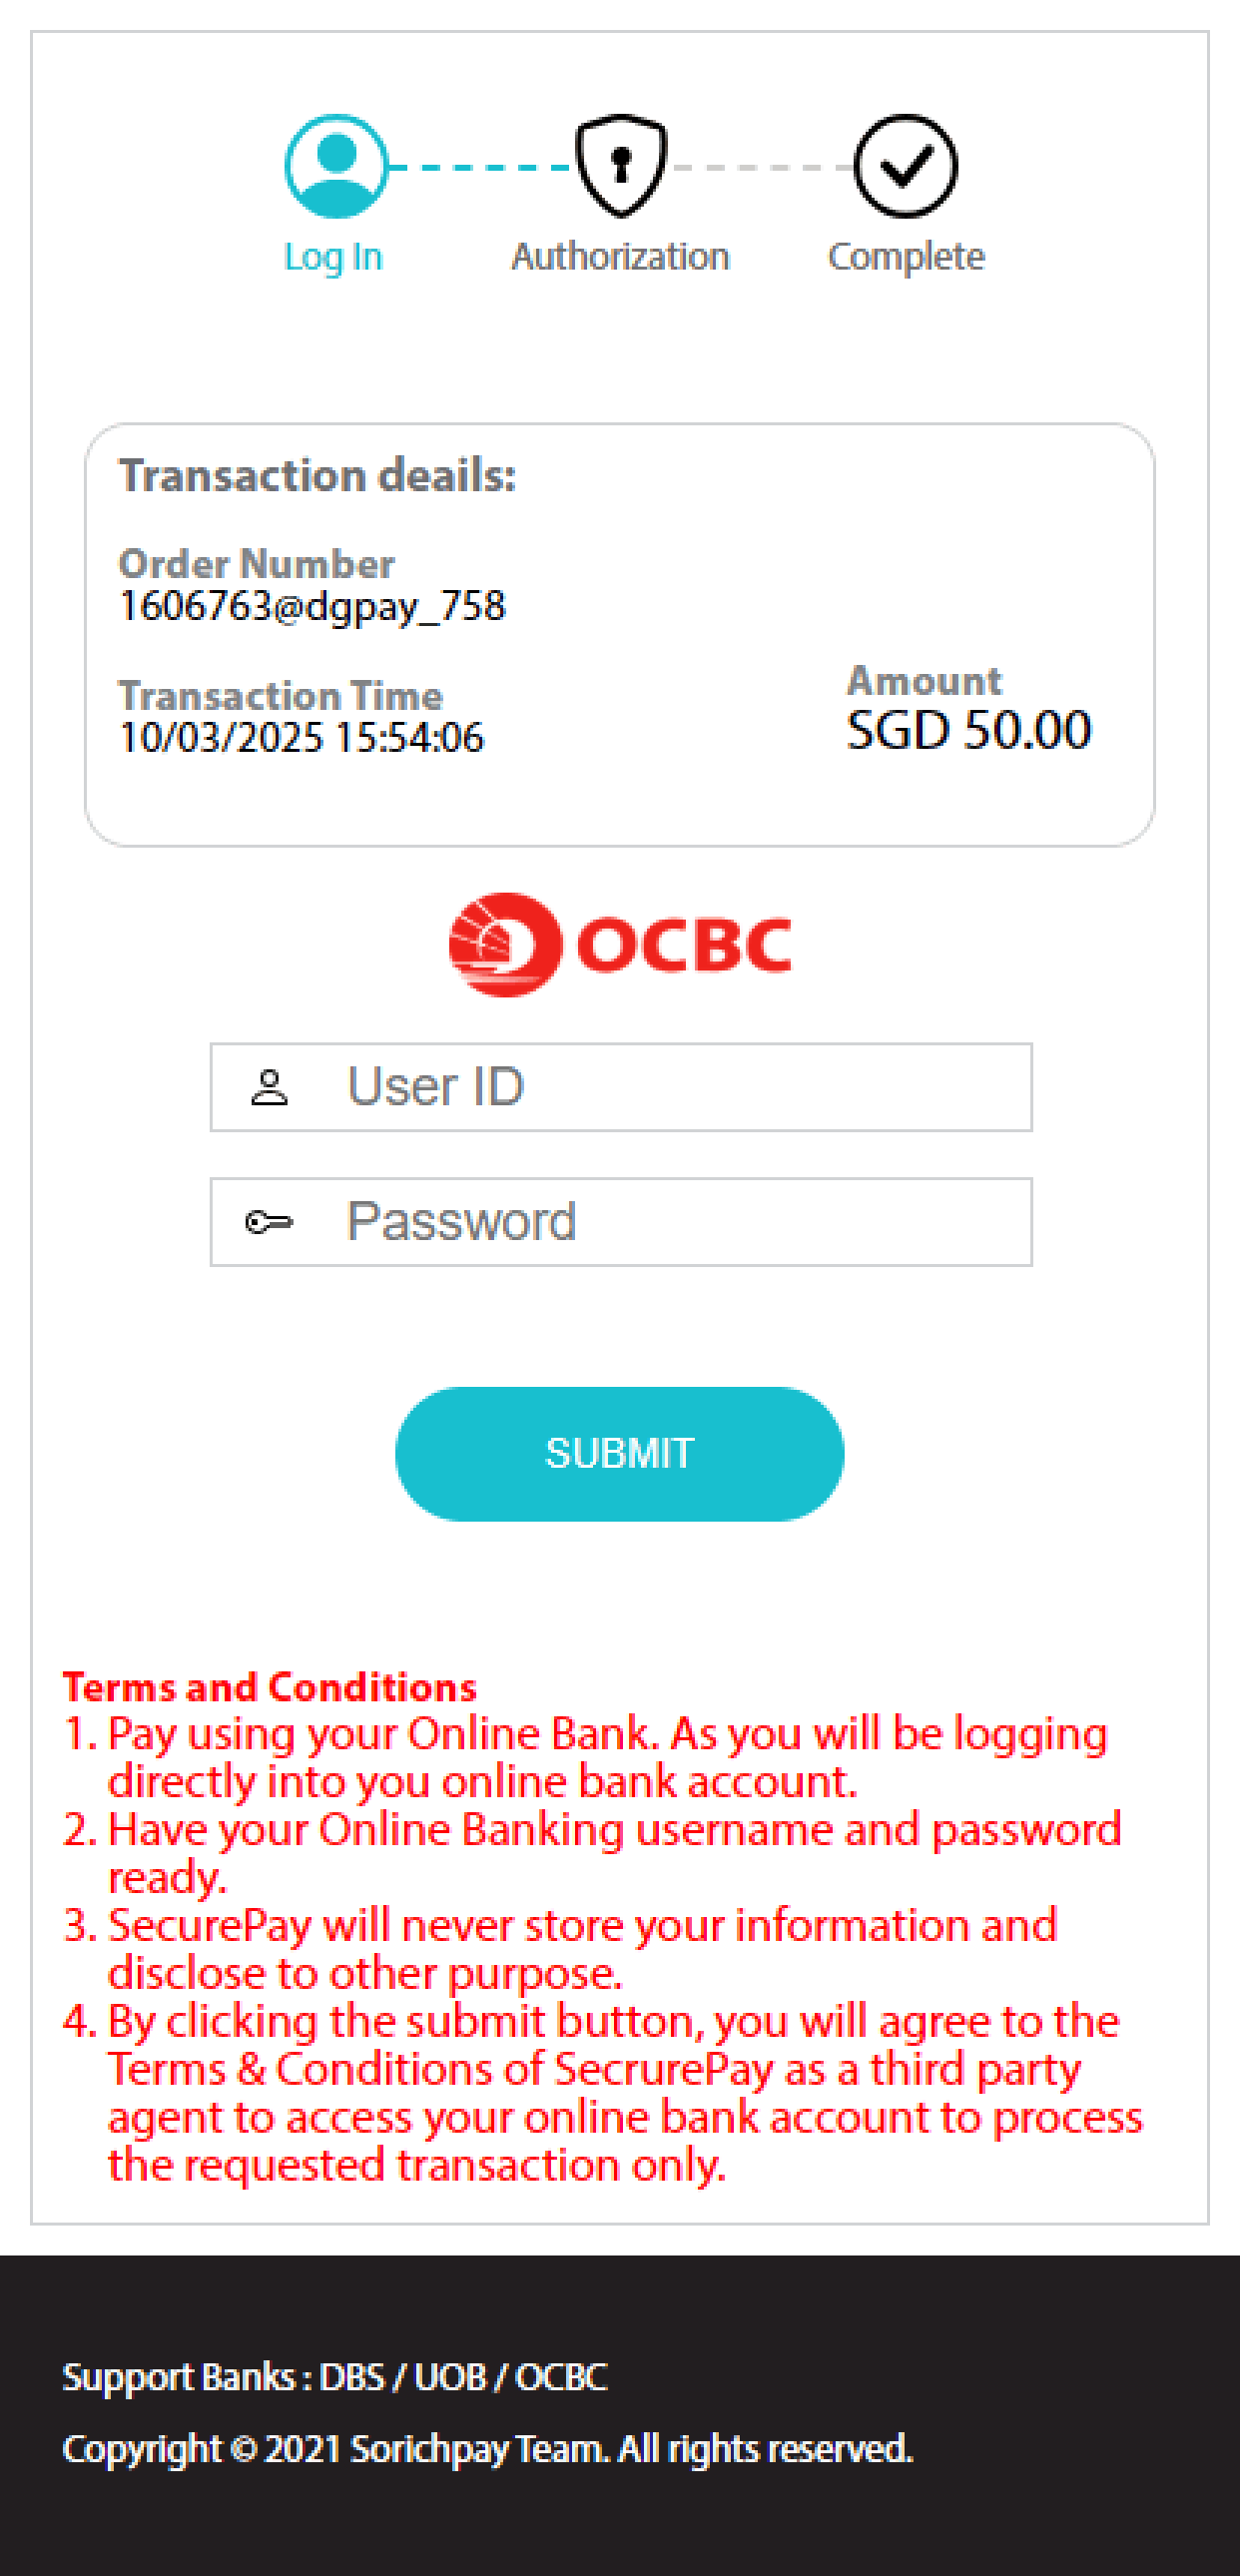 Log In
Authorization
Complete
Transaction deails:
Order Number
1606763@dgpay_758
Transaction Time
10/03/2025 15:54:06
Amount
SGD 50.00
OCBC
User ID
Password
SUBMIT
Terms and Conditions
1. Pay using your Online Bank. As you will be logging
directly into you online bank account.
2. Have your Online Banking username and password
ready.
3. SecurePay will never store your information and
disclose to other purpose.
4. By clicking the submit button, you will agree to the
Terms & Conditions of SecrurePay as a third party
agent to access your online bank account to process
the requested transaction only.
Support Banks : DBS / UOB / OCBC
Copyright © 2021 Sorichpay Team. All rights reserved.